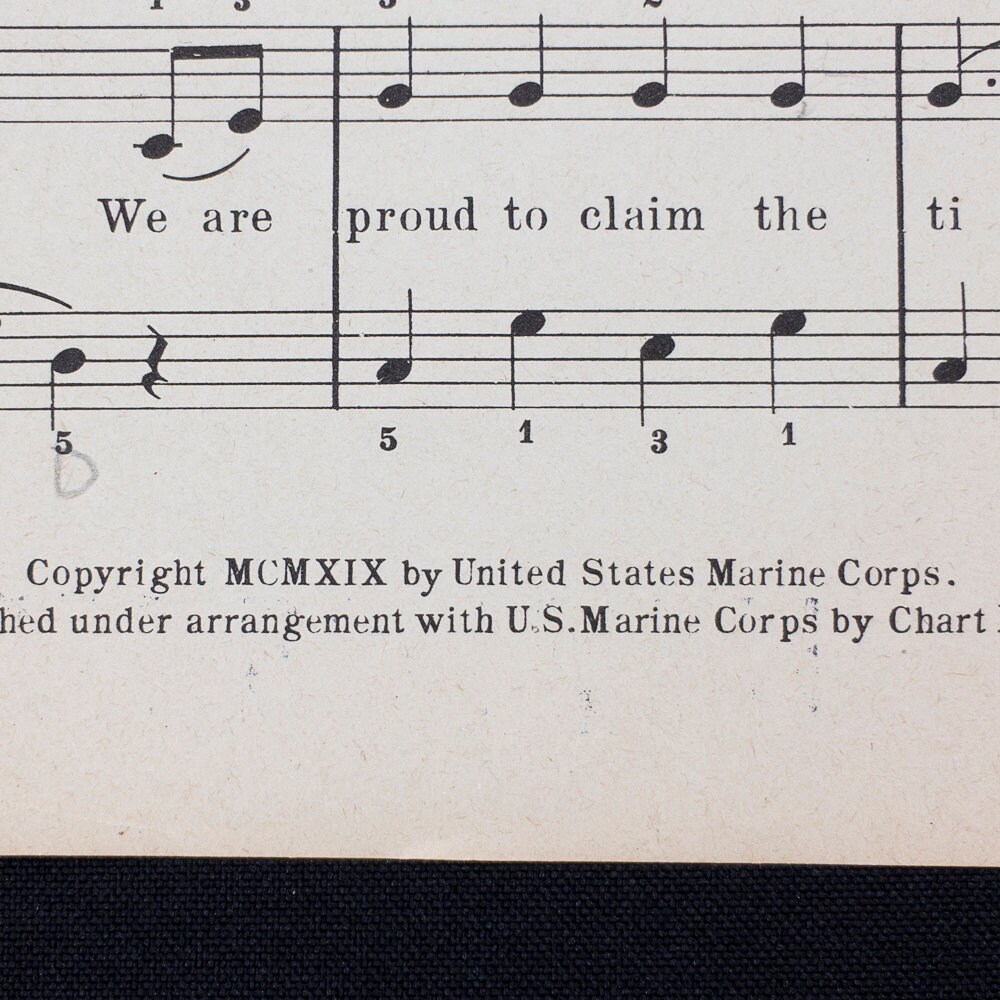 We are proud to claim the ti
5 5 1 3 1
D
Copyright MCMXIX by United States Marine Corps.
hed under arrangement with U.S.Marine Corps by Chart